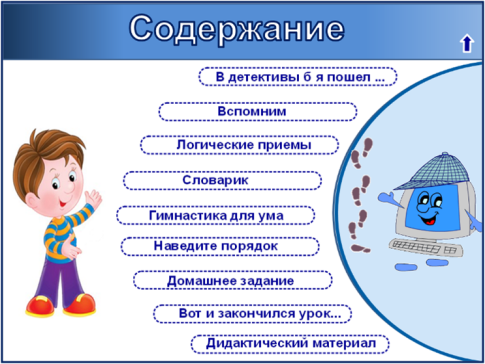 Содержание
В детективы б я пошел ...
Вспомним
Логические приемы
Словарик
Гимнастика для ума
Наведите порядок
Домашнее задание
Вот и закончился урок...
Дидактический материал